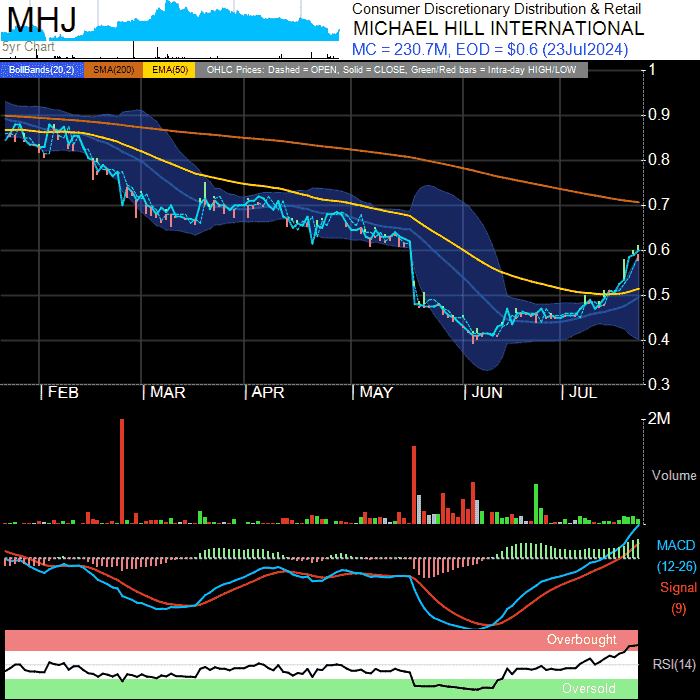 MHJ
5yr Chart
Consumer Discretionary Distribution & Retail
MICHAEL HILL INTERNATIONAL
MC = 230.7M, EOD = $0.6 (23Jul2024)
BollBands(20,2) SMA(200) EMA(50) OHLC Prices: Dashed = OPEN, Solid = CLOSE, Green/Red bars = Intra-day HIGH/LOW
1
0.9
0.8
0.7
0.6
0.5
0.4
0.3
FEB MAR APR MAY JUN JUL
2M
Volume
MACD
(12-26)
Signal
(9)
Overbought
RSI(14)
Oversold